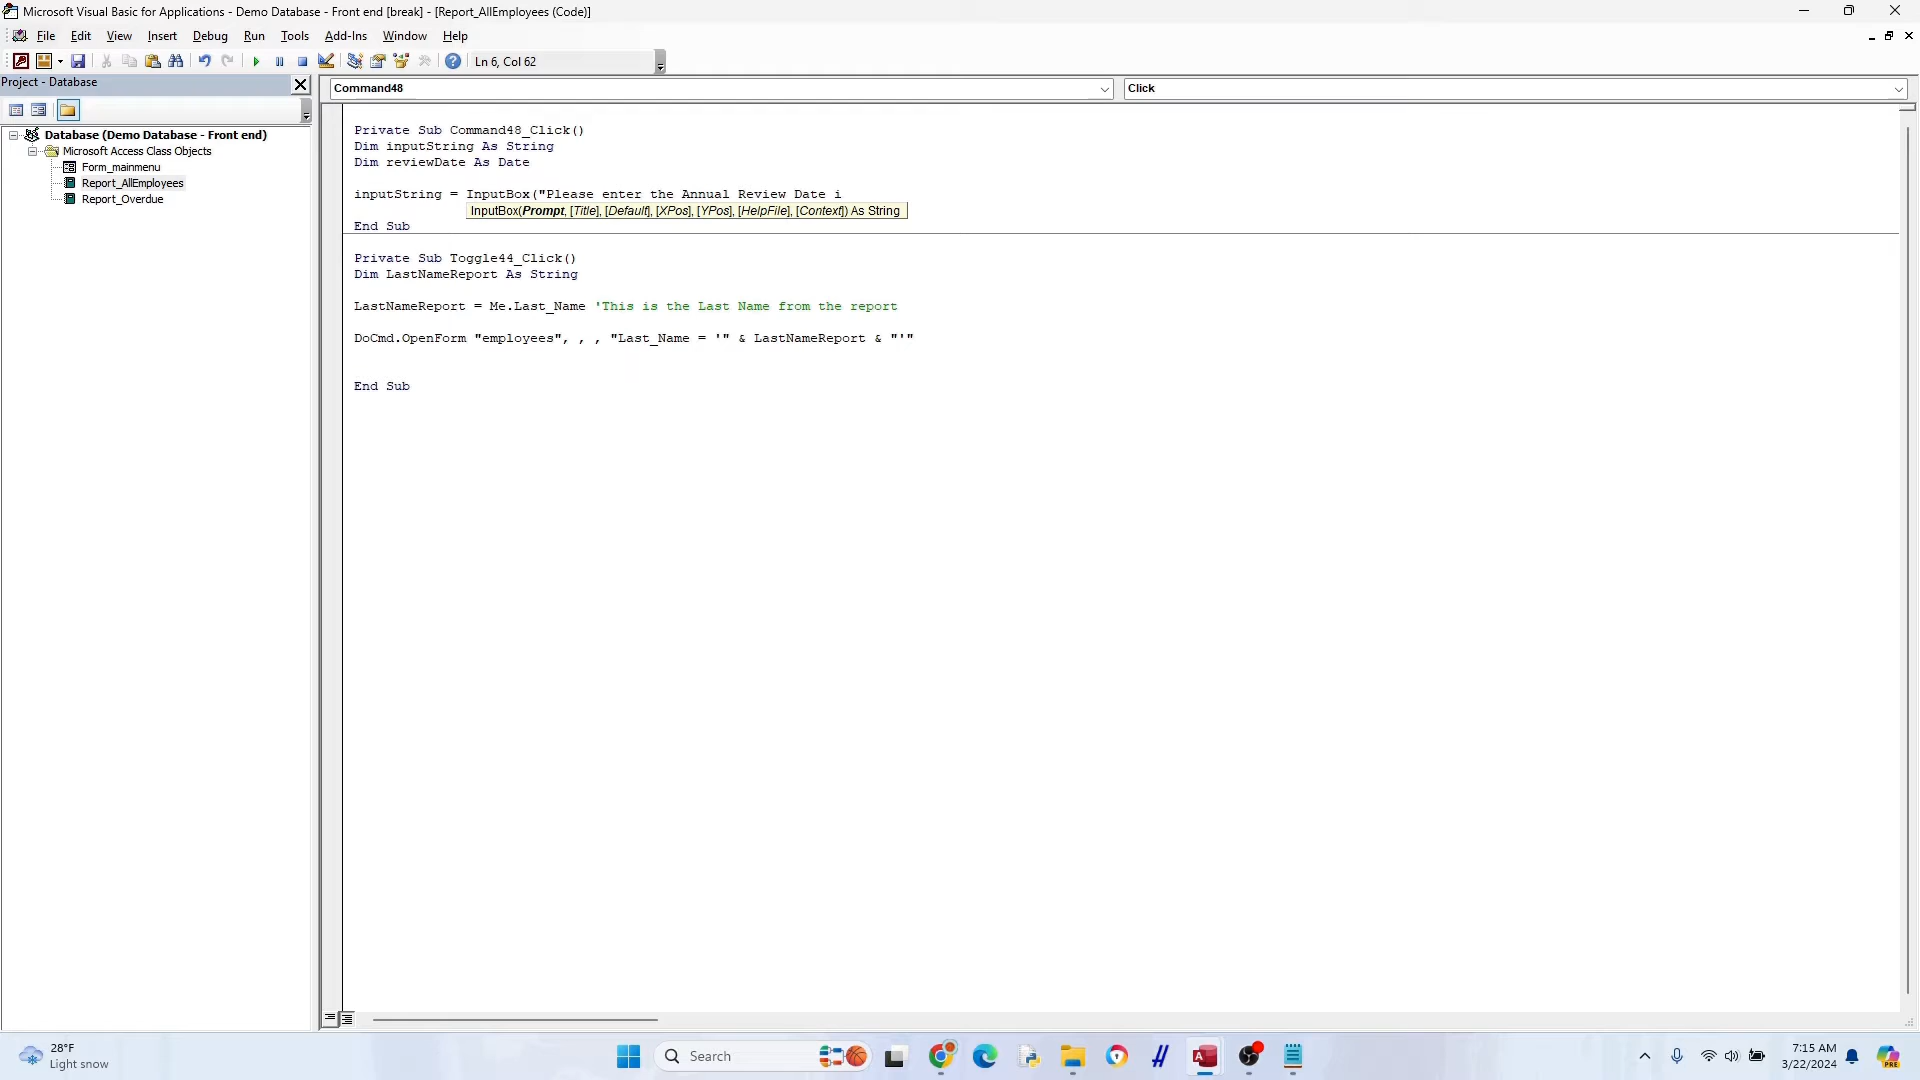 Microsoft Visual Basic for Applications - Demo Database - Front end [break] - [Report_AllEmployees (Code)]
File Edit View Insert Debug Run Tools Add-Ins Window Help
Ln 6, Col 62
Project - Database
Command48
Click
Database (Demo Database - Front end)
Microsoft Access Class Objects
Form_mainmenu
Report_AllEmployees
Report_Overdue
Private Sub Command48_Click()
Dim inputString As String
Dim reviewDate As Date
inputString = InputBox("Please enter the Annual Review Date i
InputBox(Prompt, [Title], [Default], [XPos], [YPos], [HelpFile], [Context]) As String
End Sub
Private Sub Toggle44_Click()
Dim LastNameReport As String
LastNameReport = Me.Last_Name 'This is the Last Name from the report
DoCmd.OpenForm "employees", , , "Last_Name = '" & LastNameReport & "'"
End Sub
28°F
Light snow
Search
7:15 AM
3/22/2024
PRE